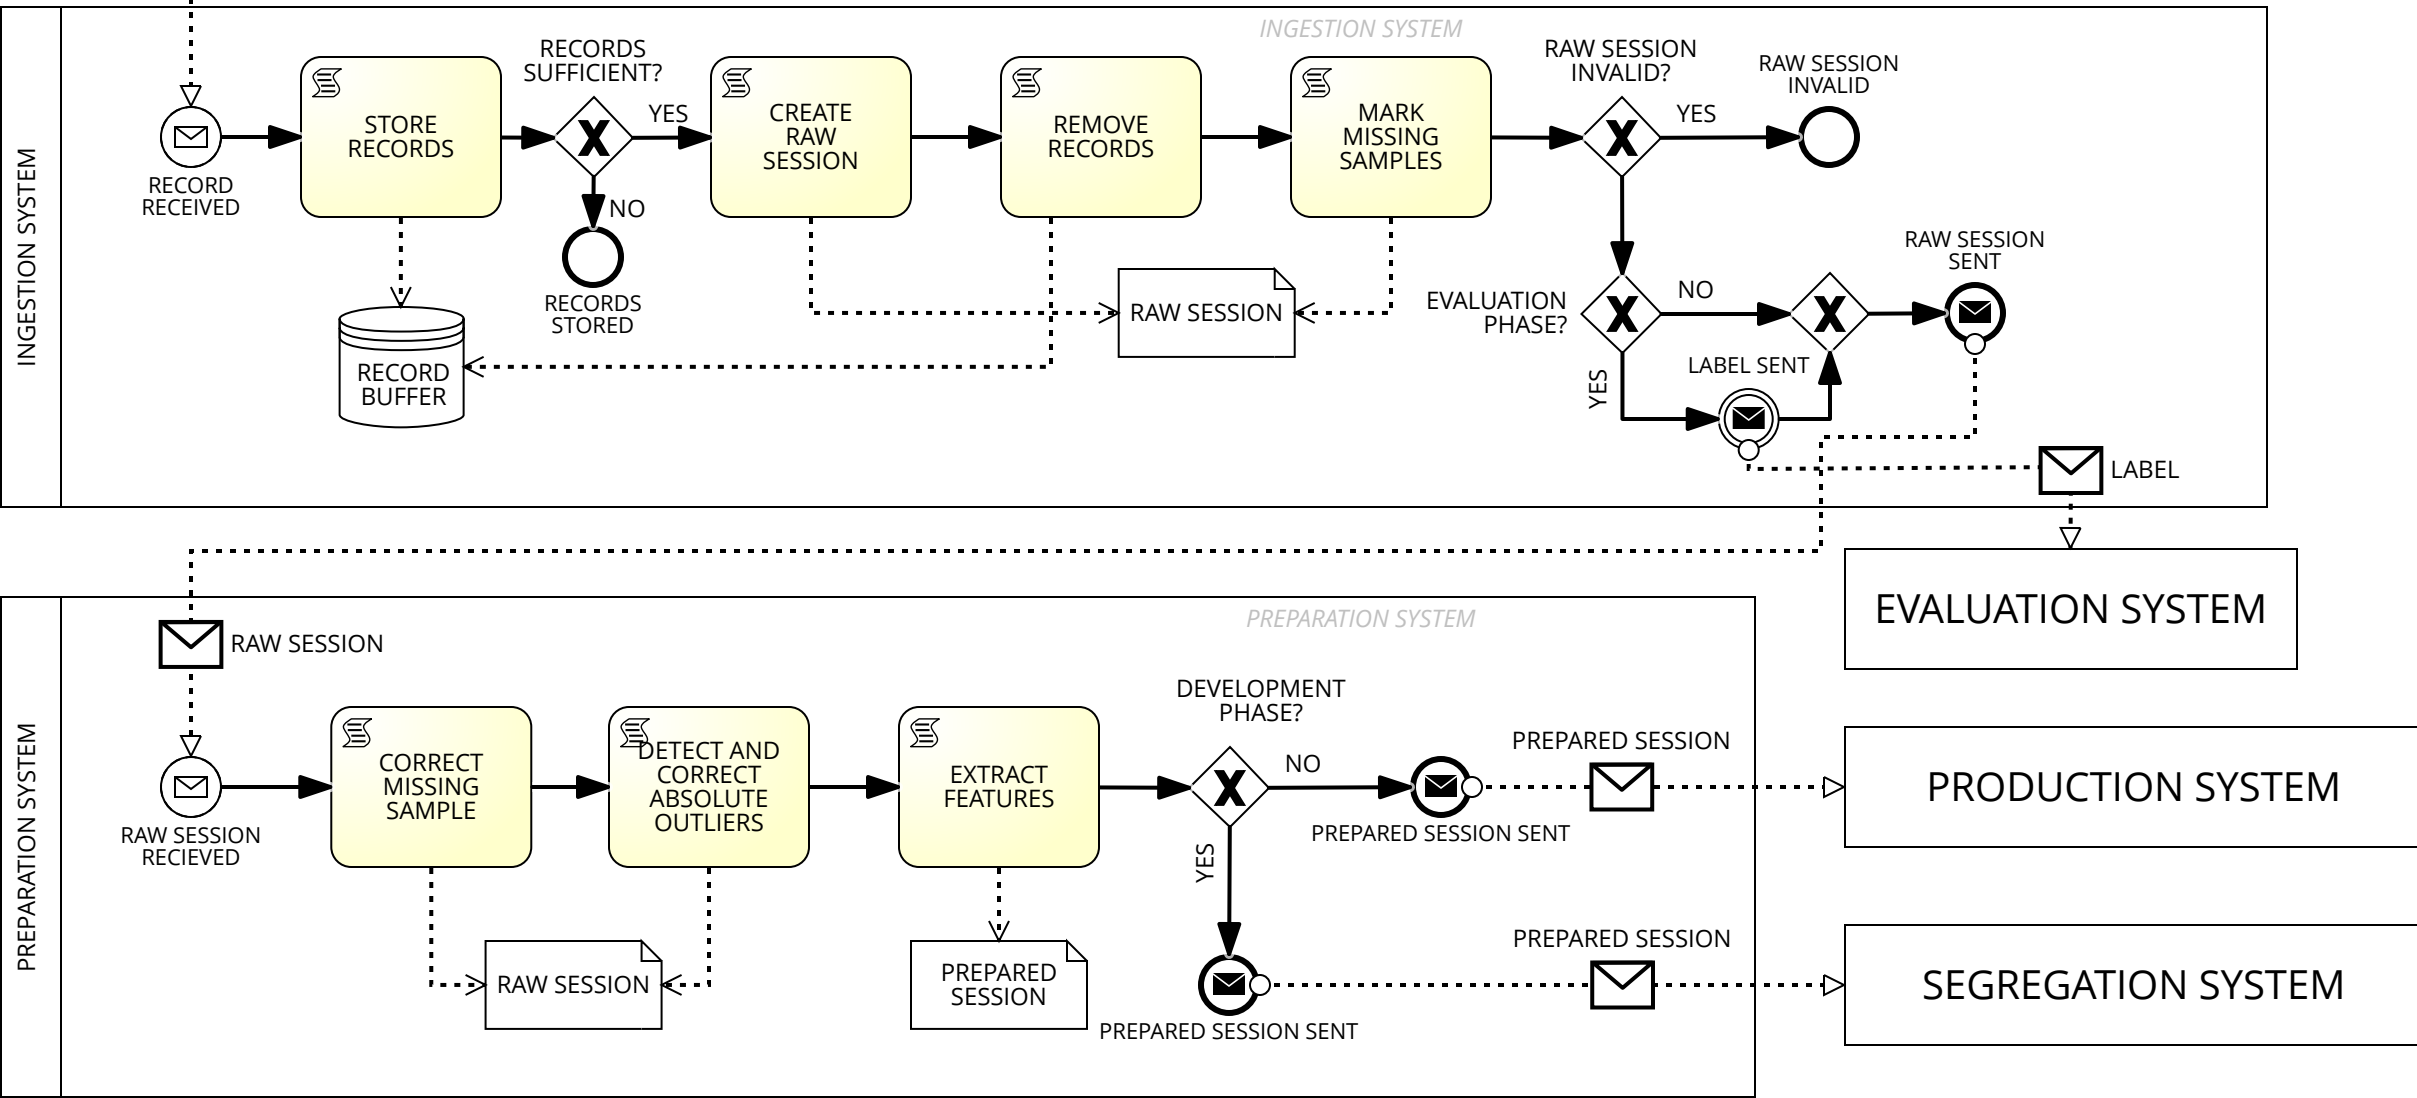 INGESTION SYSTEM
INGESTION SYSTEM
RECORD
RECEIVED
STORE
RECORDS
RECORDS
SUFFICIENT?
YES
NO
RECORDS
STORED
CREATE
RAW
SESSION
REMOVE
RECORDS
MARK
MISSING
SAMPLES
RAW SESSION
INVALID?
YES
RAW SESSION
INVALID
RECORD
BUFFER
RAW SESSION
EVALUATION
PHASE?
NO
YES
LABEL SENT
RAW SESSION
SENT
LABEL
EVALUATION SYSTEM
PREPARATION SYSTEM
PREPARATION SYSTEM
RAW SESSION
RAW SESSION
RECIEVED
CORRECT
MISSING
SAMPLE
DETECT AND
CORRECT
ABSOLUTE
OUTLIERS
EXTRACT
FEATURES
DEVELOPMENT
PHASE?
NO
YES
PREPARED SESSION SENT
PREPARED SESSION
PRODUCTION SYSTEM
RAW SESSION
PREPARED
SESSION
PREPARED SESSION SENT
PREPARED SESSION
SEGREGATION SYSTEM